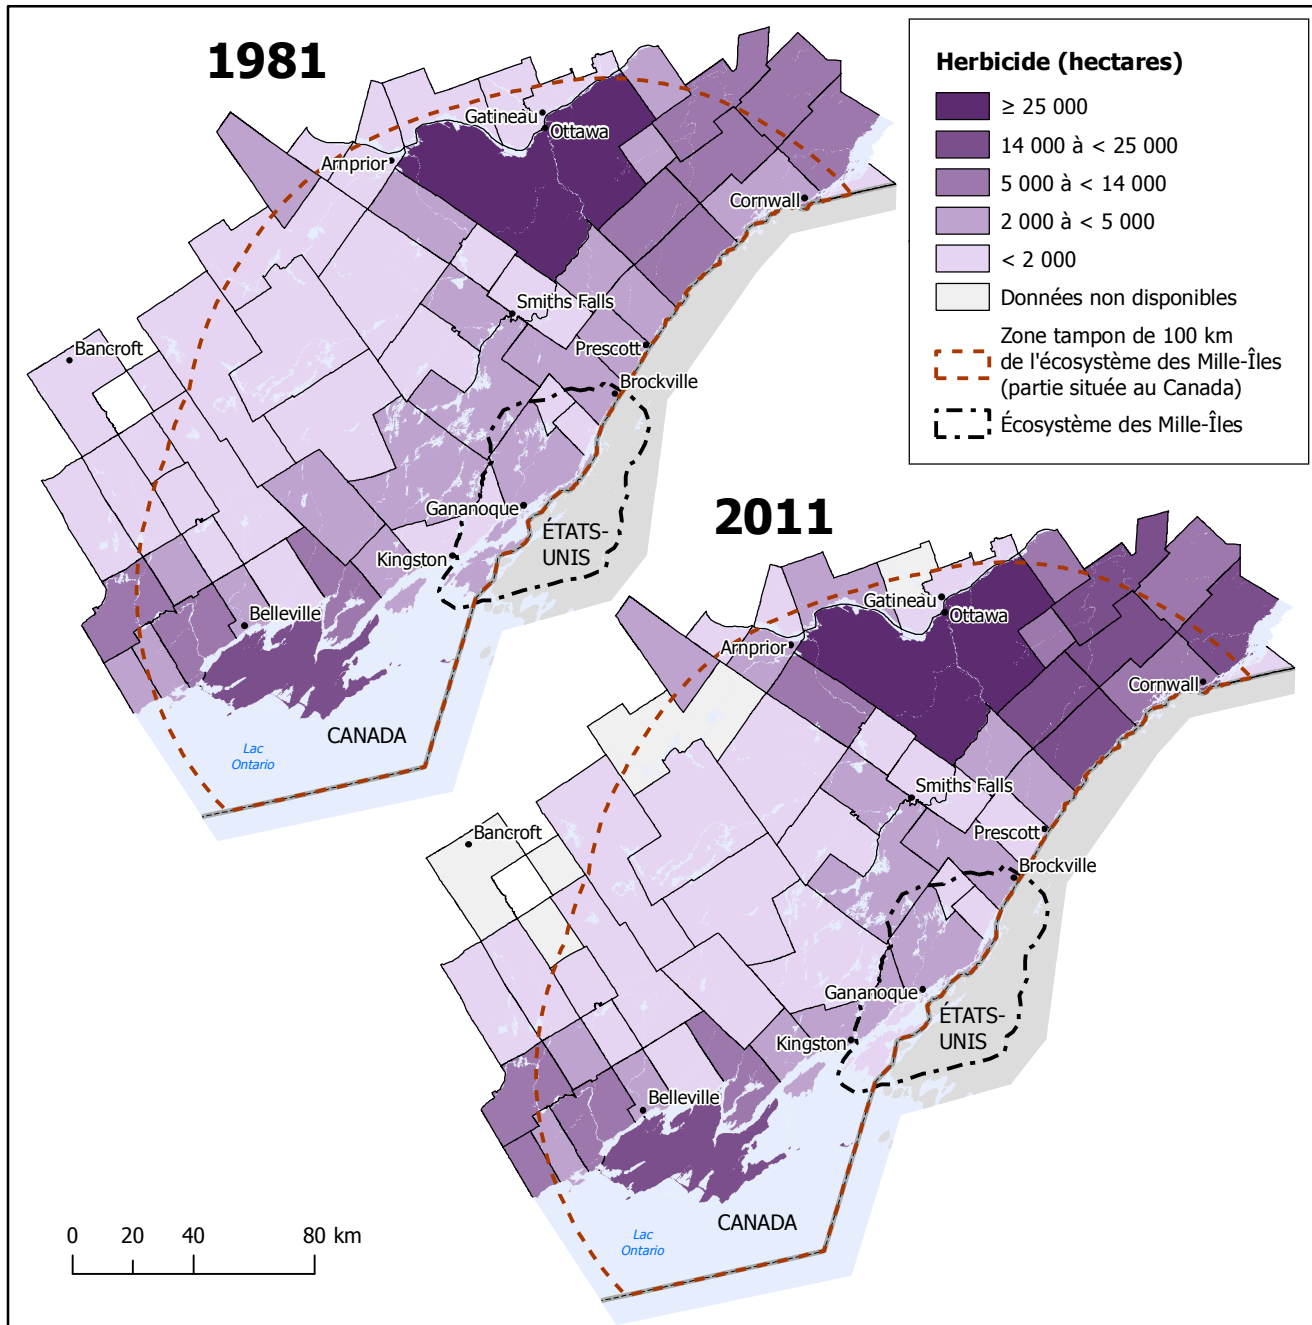 1981
Gatineau
Ottawa
Arnprior
Cornwall
Smiths Falls
Prescott
Bancroft
Brockville
Gananoque
ÉTATS-
UNIS
Kingston
Belleville
CANADA
Lac
Ontario
Herbicide (hectares)
≥ 25 000
14 000 à < 25 000
5 000 à < 14 000
2 000 à < 5 000
< 2 000
Données non disponibles
Zone tampon de 100 km
de l'écosystème des Mille-Îles
(partie située au Canada)
Écosystème des Mille-Îles
2011
Gatineau
Ottawa
Arnprior
Cornwall
Smiths Falls
Prescott
Bancroft
Brockville
Gananoque
ÉTATS-
UNIS
Kingston
Belleville
CANADA
Lac
Ontario
0 20 40 80 km